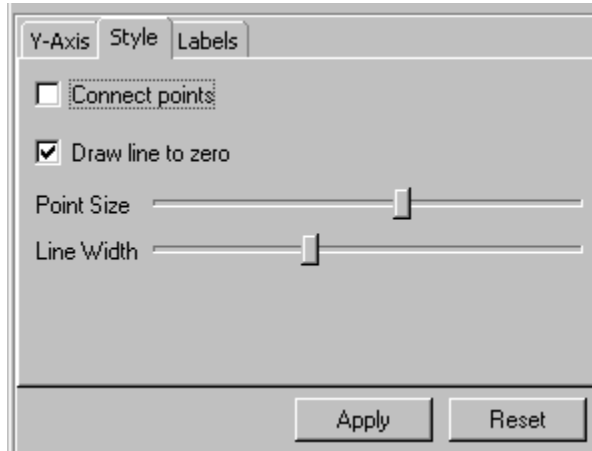 Y-Axis Style Labels
Connect points
Draw line to zero
Point Size
Line Width
Apply Reset